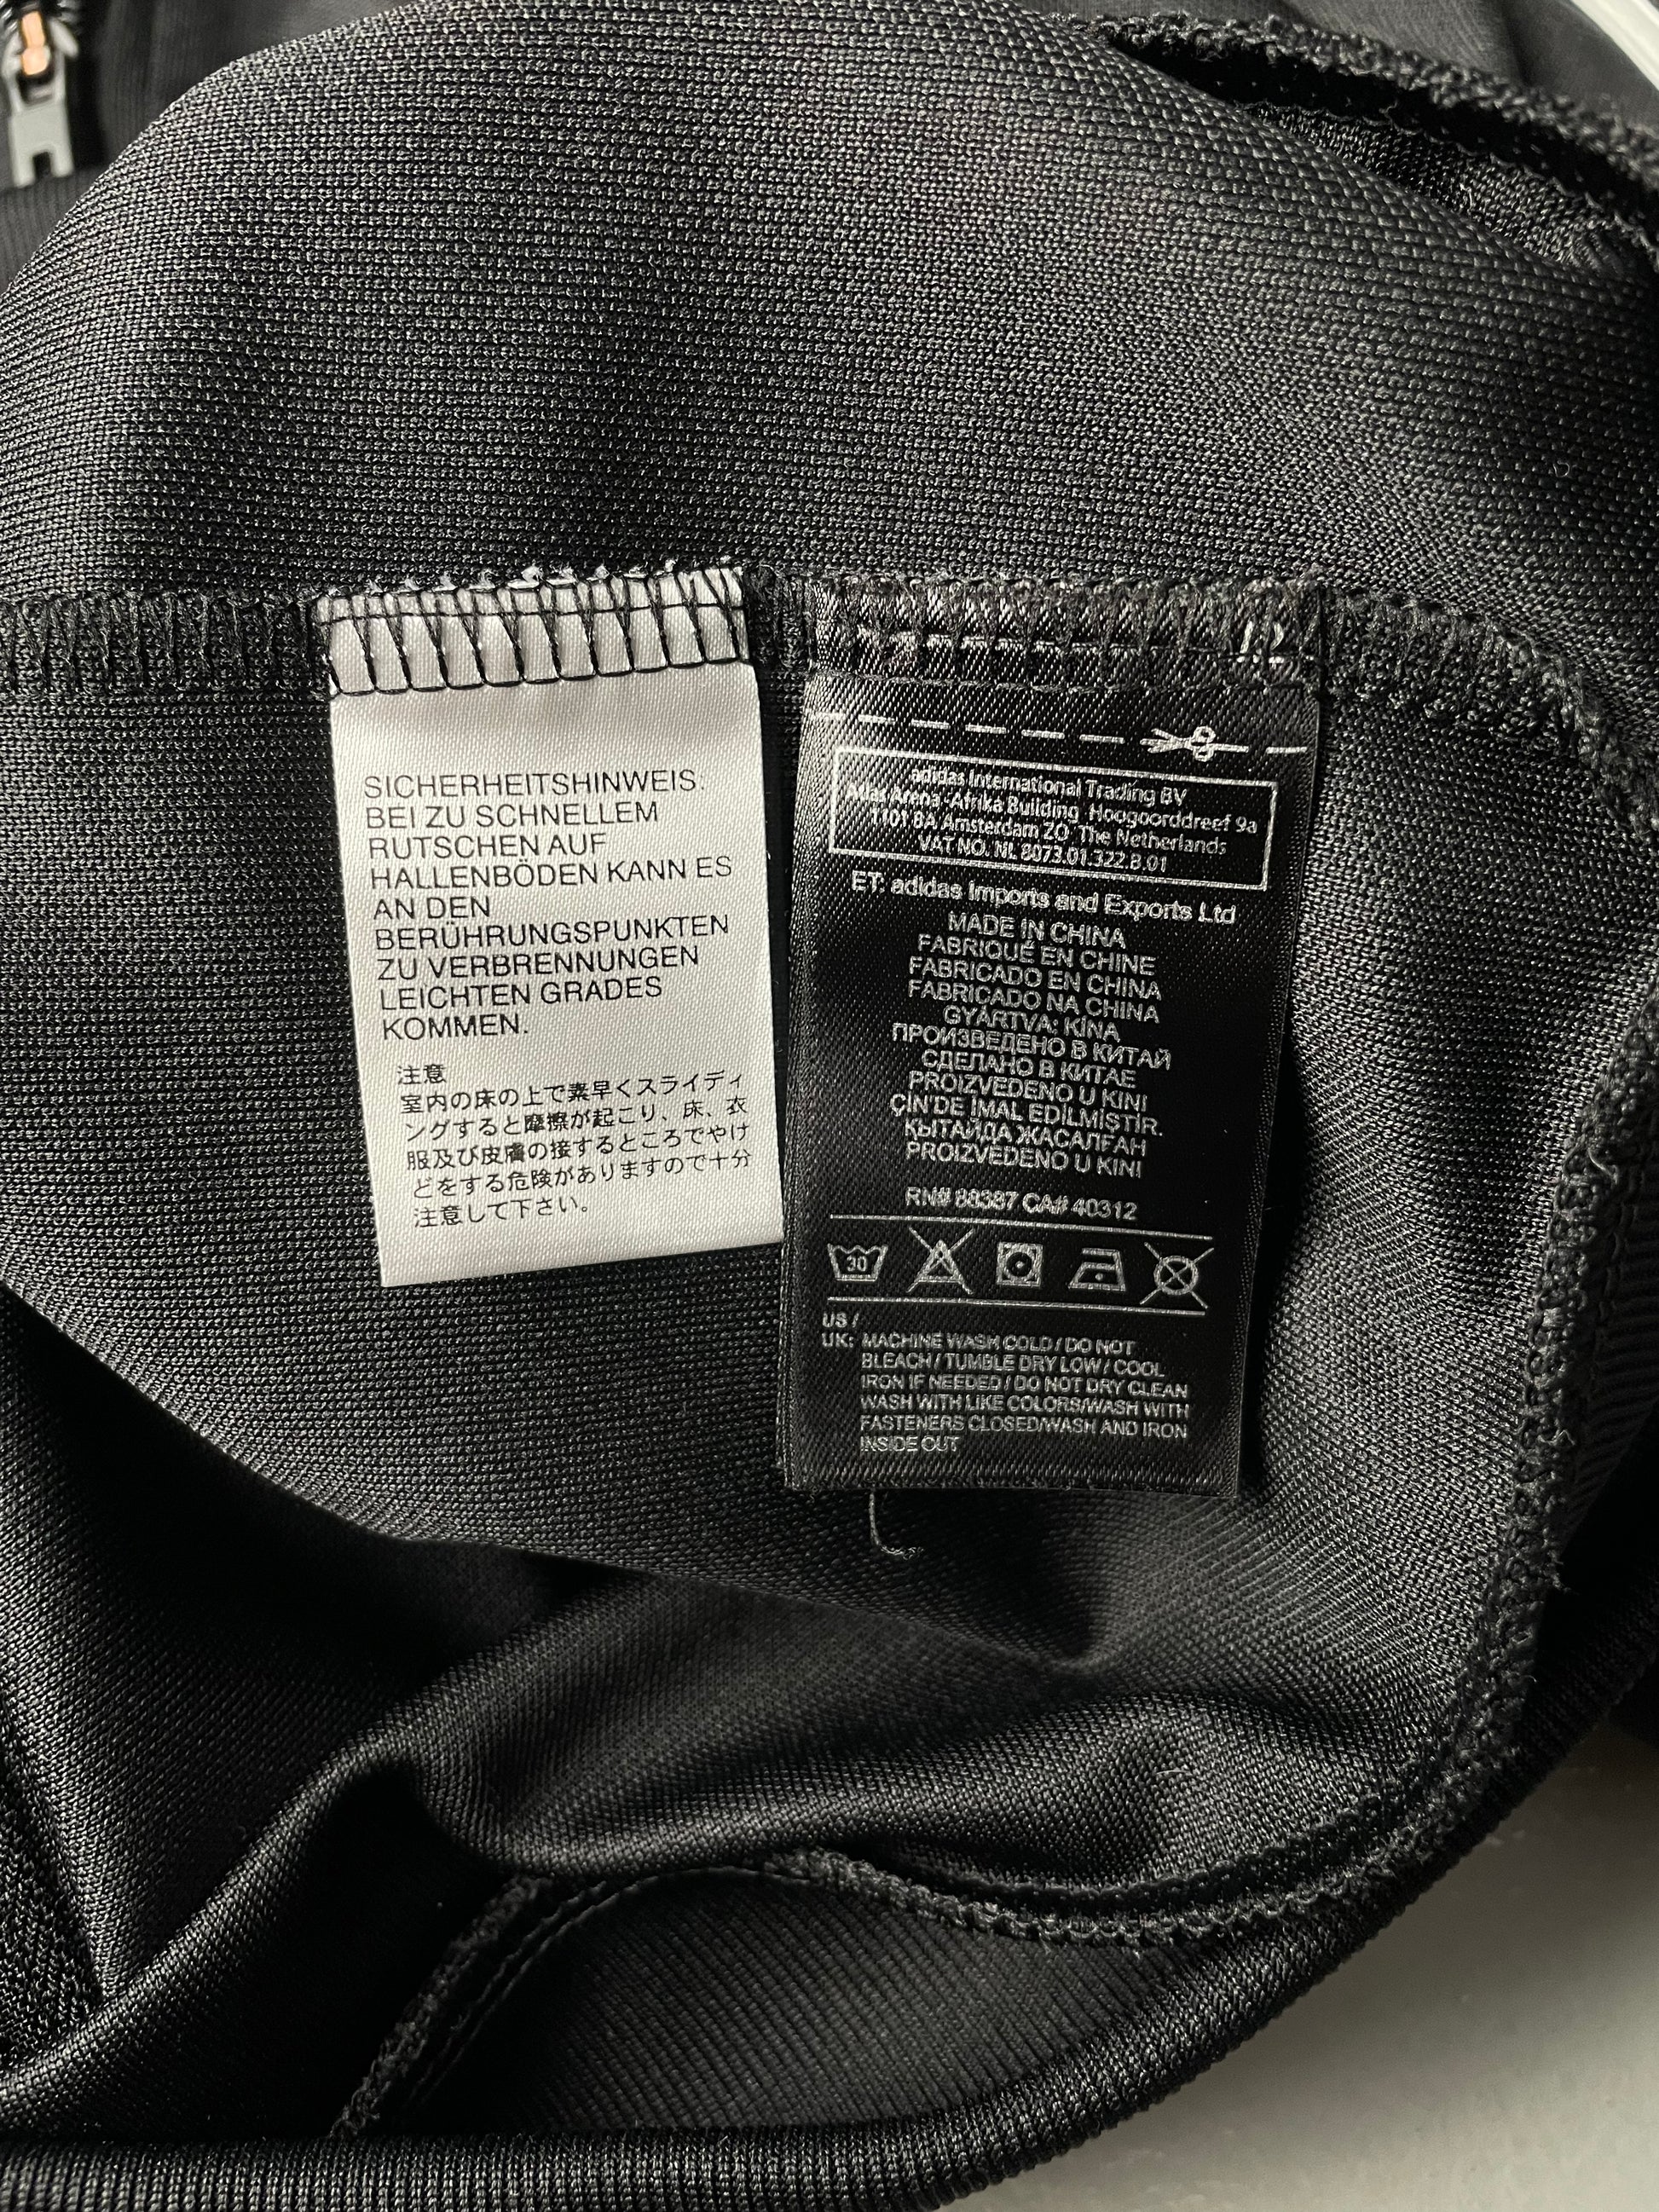 SICHERHEITSHINWEIS:
BEI ZU SCHNELLEM
RUTSCHEN AUF
HALLENBÖDEN KANN ES
AN DEN
BERÜHRUNGSPUNKTEN
ZU VERBRENNUNGEN
LEICHTEN GRADES
KOMMEN.
注意
室内の床の上で素早くスライディ
ングすると摩擦が起こり、床、衣
服及び皮膚の接するところでやけ
どをする危険がありますので十分
注意して下さい。
adidas International Trading BV
Atlas Arena-Afrika Building Hoogoorddreef 9a
1101 BA Amsterdam ZO The Netherlands
VAT NO. NL 8073.01.322.B.01
ET: adidas Imports and Exports Ltd
MADE IN CHINA
FABRIQUÉ EN CHINE
FABRICADO EN CHINA
FABRICADO NA CHINA
GYÁRTVA: KÍNA
ПРОИЗВЕДЕНО В КИТАЙ
СДЕЛАНО В КИТАЕ
PROIZVEDENO U KINI
ÇİN'DE İMAL EDİLMİŞTİR.
ҚЫТАЙДА ЖАСАЛҒАН
PROIZVEDENO U KINI
RN# 88387 CA# 40312
30
US /
UK: MACHINE WASH COLD / DO NOT
BLEACH / TUMBLE DRY LOW / COOL
IRON IF NEEDED / DO NOT DRY CLEAN
WASH WITH LIKE COLORS/WASH WITH
FASTENERS CLOSED/WASH AND IRON
INSIDE OUT